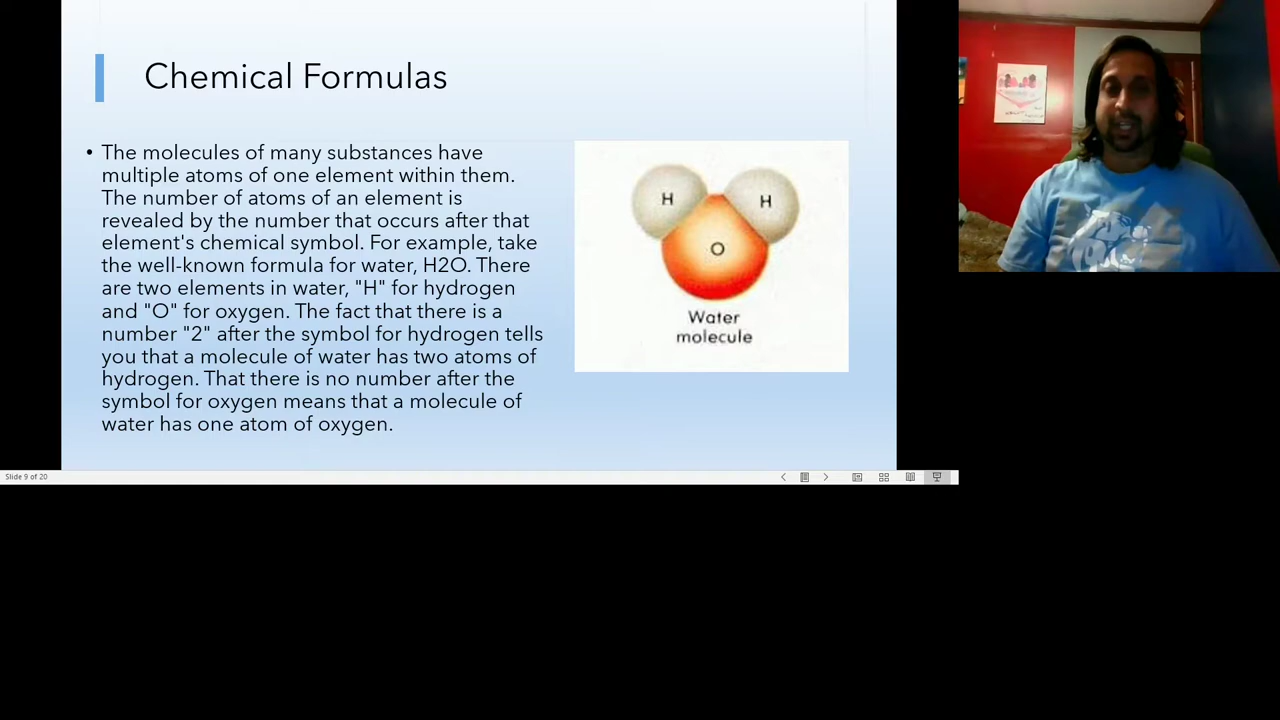 Chemical Formulas
• The molecules of many substances have
multiple atoms of one element within them.
The number of atoms of an element is
revealed by the number that occurs after that
element's chemical symbol. For example, take
the well-known formula for water, H2O. There
are two elements in water, "H" for hydrogen
and "O" for oxygen. The fact that there is a
number "2" after the symbol for hydrogen tells
you that a molecule of water has two atoms of
hydrogen. That there is no number after the
symbol for oxygen means that a molecule of
water has one atom of oxygen.
H
H
O
Water
molecule
Slide 9 of 20